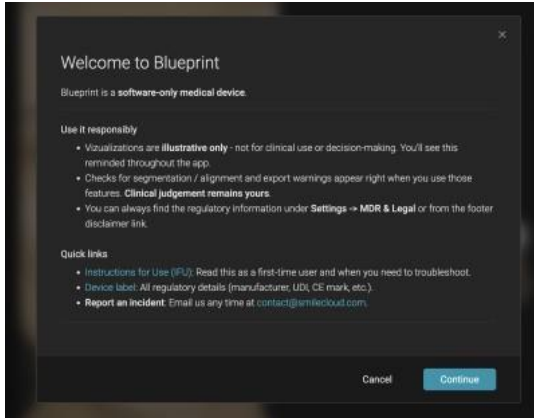 Welcome to Blueprint
Blueprint is a software-only medical device.
Use it responsibly
• Vizualizations are illustrative only - not for clinical use or decision-making. You'll see this
reminded throughout the app.
• Checks for segmentation / alignment and export warnings appear right when you use those
features. Clinical judgement remains yours.
• You can always find the regulatory information under Settings -> MDR & Legal or from the footer
disclaimer link.
Quick links
• Instructions for Use (IFU): Read this as a first-time user and when you need to troubleshoot.
• Device label: All regulatory details (manufacturer, UDI, CE mark, etc.).
• Report an incident: Email us any time at contact@smilecloud.com.
Cancel
Continue